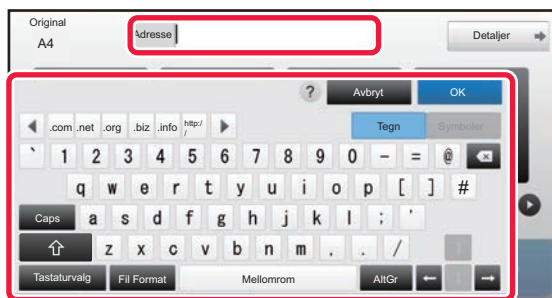 Original
A4
Adresse
Detaljer
? Avbryt OK
.com .net .org .biz .info http:/
/
Tegn Symboler
` 1 2 3 4 5 6 7 8 9 0 - = @
q w e r t y u i o p [ ] #
Caps a s d f g h j k l ; '
z x c v b n m . . /
Tastaturvalg Fil Format Mellomrom AltGr